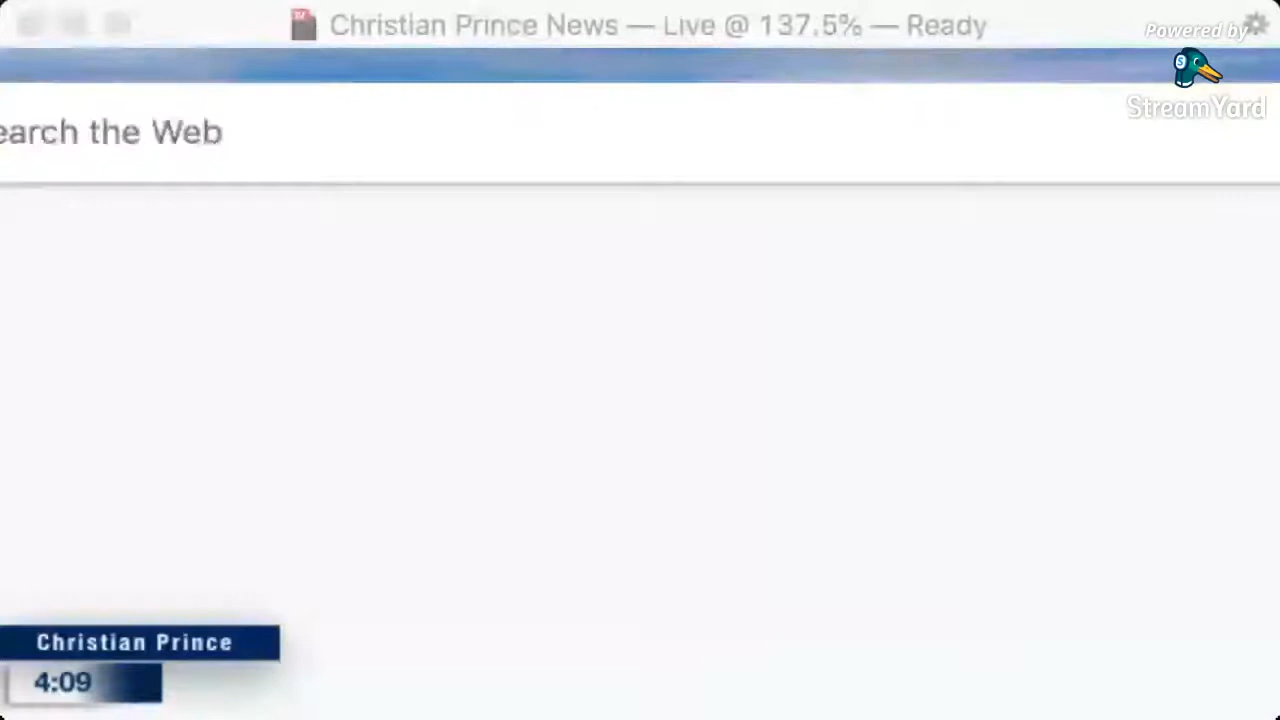 Christian Prince News — Live @ 137.5% — Ready
Powered by
StreamYard
earch the Web
Christian Prince
4:09